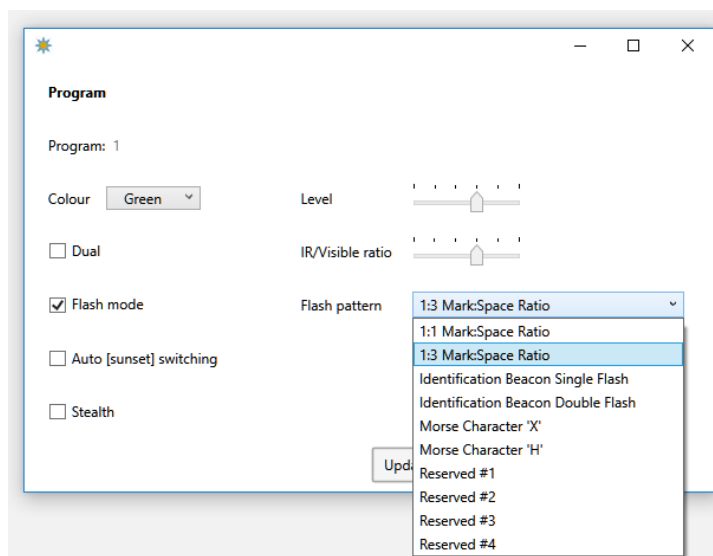 Program
Program: 1
Colour Green Level
Dual IR/Visible ratio
Flash mode Flash pattern 1:3 Mark:Space Ratio
1:1 Mark:Space Ratio
Auto [sunset] switching 1:3 Mark:Space Ratio
Identification Beacon Single Flash
Identification Beacon Double Flash
Stealth Morse Character 'X'
Morse Character 'H'
Upda Reserved #1
Reserved #2
Reserved #3
Reserved #4